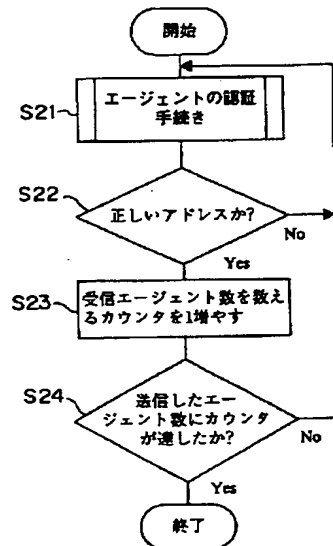 開始
S21
エージェントの認証
手続き
S22
正しいアドレスか?
No
Yes
S23
受信エージェント数を数え
るカウンタを1増やす
S24
送信したエー
ジェント数にカウンタ
が達したか?
No
Yes
終了